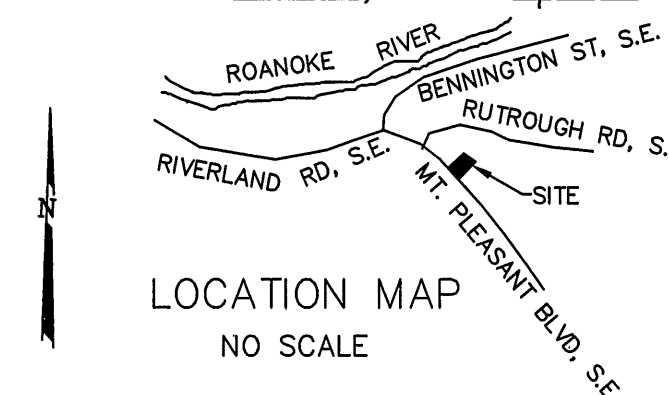 ROANOKE RIVER
BENNINGTON ST, S.E.
RUTROUGH RD, S.
RIVERLAND RD, S.E.
MT. PLEASANT BLVD, S.E
SITE
N
LOCATION MAP
NO SCALE